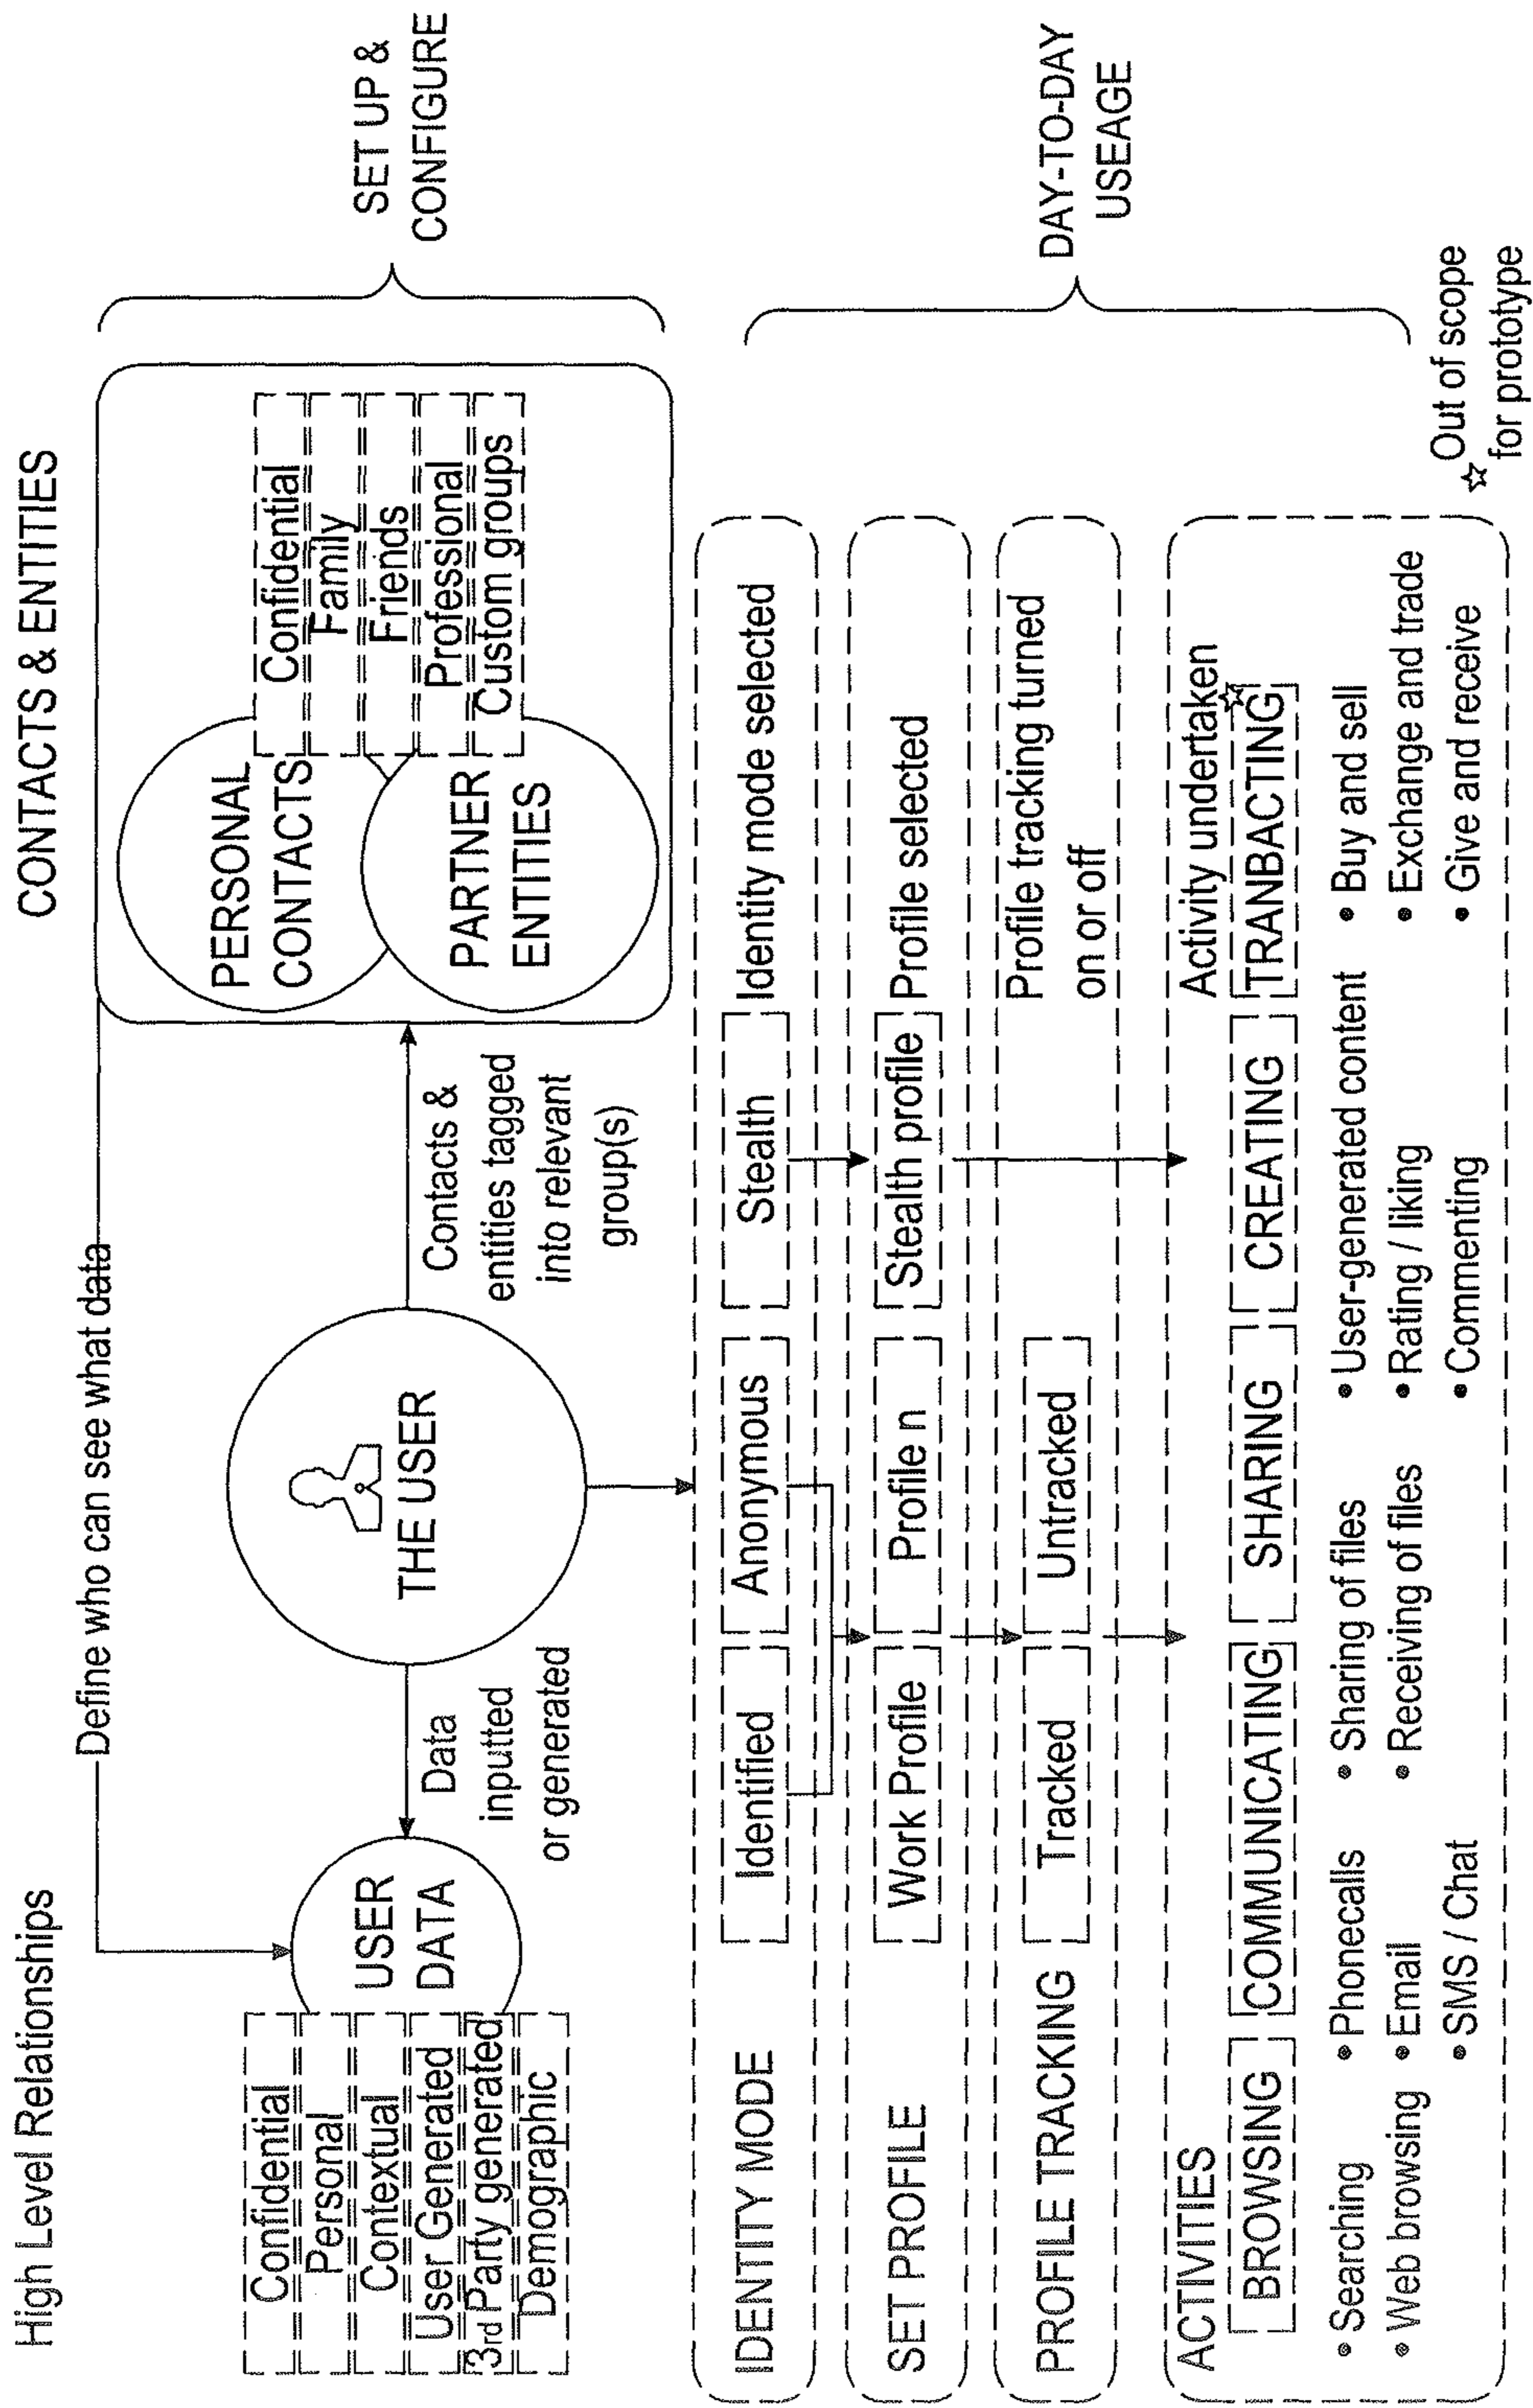 High Level Relationships
CONTACTS & ENTITIES
Define who can see what data
Confidential
Personal
Contextual
User Generated
3rd Party generated
Demographic
USER
DATA
Data
inputted
or generated
THE USER
Contacts &
entities tagged
into relevant
group(s)
PERSONAL
CONTACTS
PARTNER
ENTITIES
Confidential
Family
Friends
Professional
Custom groups
SET UP &
CONFIGURE
IDENTITY MODE
Identified
Anonymous
Stealth
Identity mode selected
SET PROFILE
Work Profile
Profile n
Stealth profile
Profile selected
PROFILE TRACKING
Tracked
Untracked
Profile tracking turned
on or off
DAY-TO-DAY
USEAGE
ACTIVITIES
Activity undertaken
BROWSING
COMMUNICATING
SHARING
CREATING
TRANBACTING
• Searching
• Web browsing
• Phonecalls
• Email
• SMS / Chat
• Sharing of files
• Receiving of files
• User-generated content
• Rating / liking
• Commenting
• Buy and sell
• Exchange and trade
• Give and receive
☆ Out of scope
for prototype